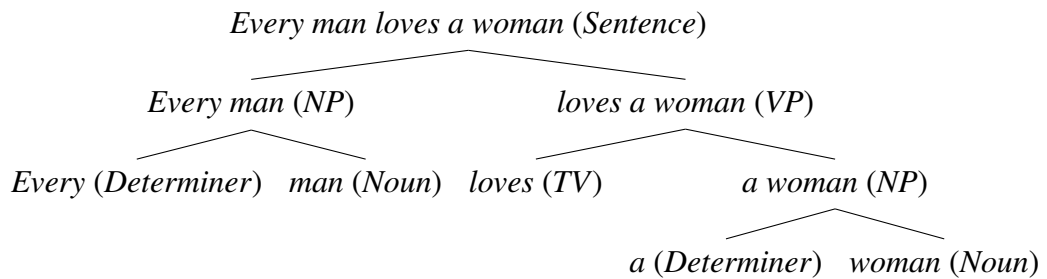 Every man loves a woman (Sentence)
Every man (NP) loves a woman (VP)
Every (Determiner) man (Noun) loves (TV) a woman (NP)
a (Determiner) woman (Noun)